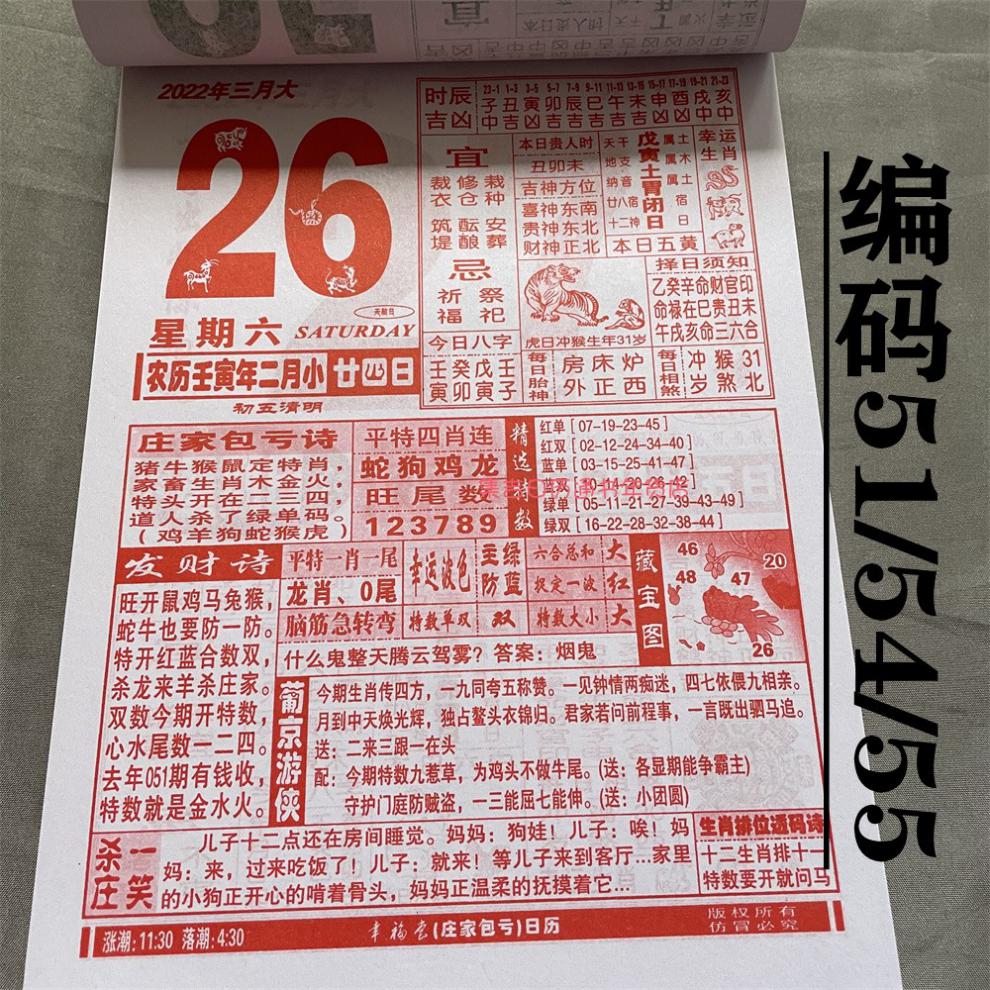 2022年三月大
26
星期六 SATURDAY
天赦日
农历壬寅年二月小 廿四日
初五清明
时辰吉凶
23-1 1-3 3-5 5-7 7-9 9-11 11-13 13-15 15-17 17-19 19-21 21-23
子丑寅卯辰巳午未申酉戌亥
中中吉凶吉吉凶吉凶凶中中
宜
裁衣 修仓 栽种
筑堤 酝酿 安葬
忌
祈福 祭祀
今日八字
壬寅 癸卯 戊寅 壬子
本日贵人时
丑卯未
吉神方位
喜神东南
贵神东北
财神正北
天干 地支 纳音 廿八宿 十二神
戊寅土胃闭日
属土 属木 属土 宿 日
本日五黄
幸运生肖
虎日冲猴生年31岁
择日须知
乙癸辛命财官印
命禄在巳贵丑未
午戌亥命三六合
每日胎神
房床炉
外正西
每日相煞
冲猴31
岁煞北
庄家包亏诗
猪牛猴鼠定特肖，
家畜生肖木金火，
特头开在二三四，
道人杀了绿单码。
（鸡羊狗蛇猴虎）
平特四肖连
蛇狗鸡龙
旺尾数
123789
精选特数
红单［07-19-23-45］
红双［02-12-24-34-40］
蓝单［03-15-25-41-47］
蓝双［10-14-20-26-42］
绿单［05-11-21-27-39-43-49］
绿双［16-22-28-32-38-44］
发财诗
旺开鼠鸡马兔猴，
蛇牛也要防一防。
特开红蓝合数双，
杀龙来羊杀庄家。
双数今期开特数，
心水尾数一二四。
去年051期有钱收，
特数就是金水火。
平特一肖一尾
龙肖、0尾
幸运波色
主绿
防蓝
六合总和 大
捉定一波 红
脑筋急转弯
特数单双 双 特数大小 大
什么鬼整天腾云驾雾？答案：烟鬼
藏宝图
46 20 48 47 26
葡京游侠
今期生肖传四方，一九同夸五称赞。一见钟情两痴迷，四七依偎九相亲。
月到中天焕光辉，独占鳌头衣锦归。君家若问前程事，一言既出驷马追。
送：二来三跟一在头
配：今期特数九惹草，为鸡头不做牛尾。（送：各显期能争霸主）
守护门庭防贼盗，一三能屈七能伸。（送：小团圆）
杀庄一笑
儿子十二点还在房间睡觉。妈妈：狗娃！儿子：唉！妈
妈：来，过来吃饭了！儿子：就来！等儿子来到客厅…家里
的小狗正开心的啃着骨头，妈妈正温柔的抚摸着它…
生肖排位透码诗
十二生肖排十一
特数要开就问马
涨潮：11:30 落潮：4:30
幸福堂（庄家包亏）日历
版权所有
仿冒必究
编码51/54/55